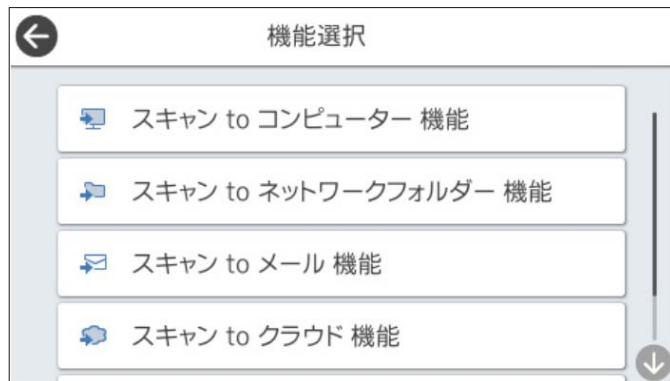 機能選択
スキャン to コンピューター 機能
スキャン to ネットワークフォルダー 機能
スキャン to メール 機能
スキャン to クラウド 機能